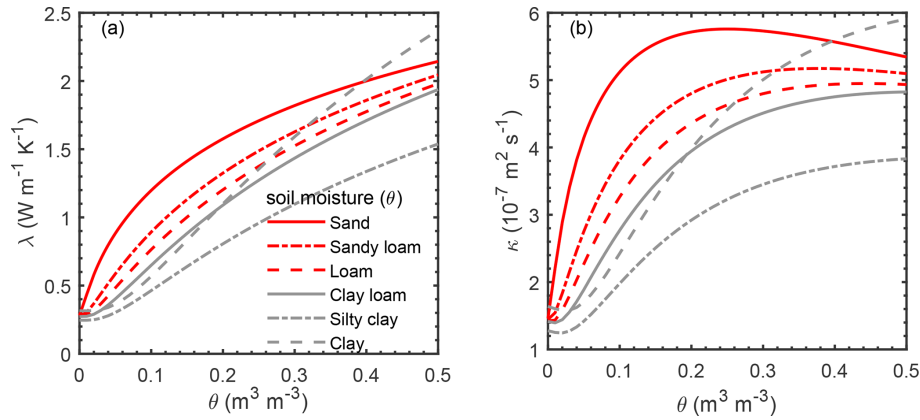 (a)
λ (W m⁻¹ K⁻¹)
2.5
2
1.5
1
0.5
0
0 0.1 0.2 0.3 0.4 0.5
θ (m³ m⁻³)
soil moisture (θ)
Sand
Sandy loam
Loam
Clay loam
Silty clay
Clay
(b)
κ (10⁻⁷ m² s⁻¹)
6
5
4
3
2
1
0 0.1 0.2 0.3 0.4 0.5
θ (m³ m⁻³)